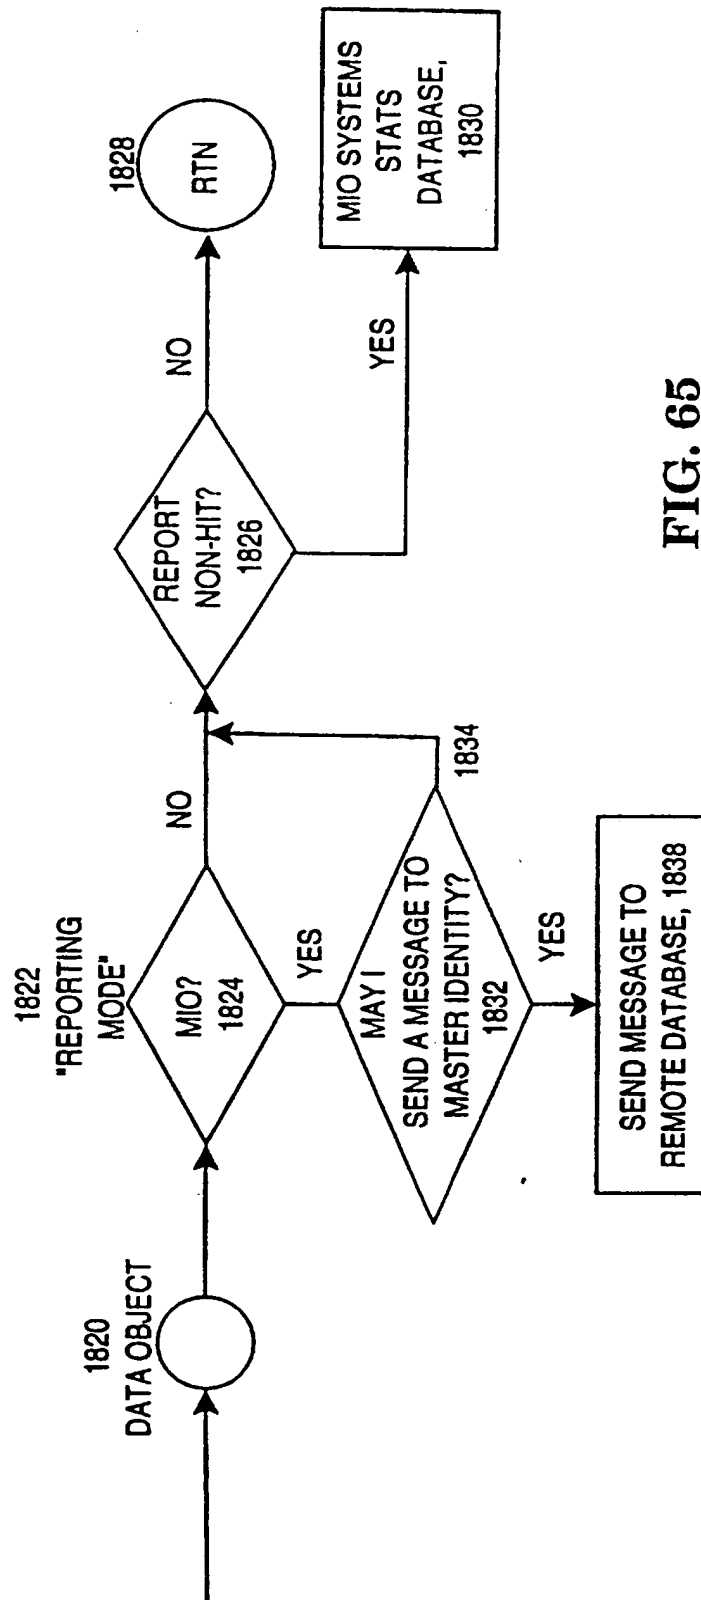 1820
DATA OBJECT
1822
"REPORTING
MODE"
MIO?
1824
NO
YES
MAY I
SEND A MESSAGE TO
MASTER IDENTITY?
1832
1834
YES
SEND MESSAGE TO
REMOTE DATABASE, 1838
REPORT
NON-HIT?
1826
NO
YES
1828
RTN
MIO SYSTEMS
STATS
DATABASE,
1830
FIG. 65